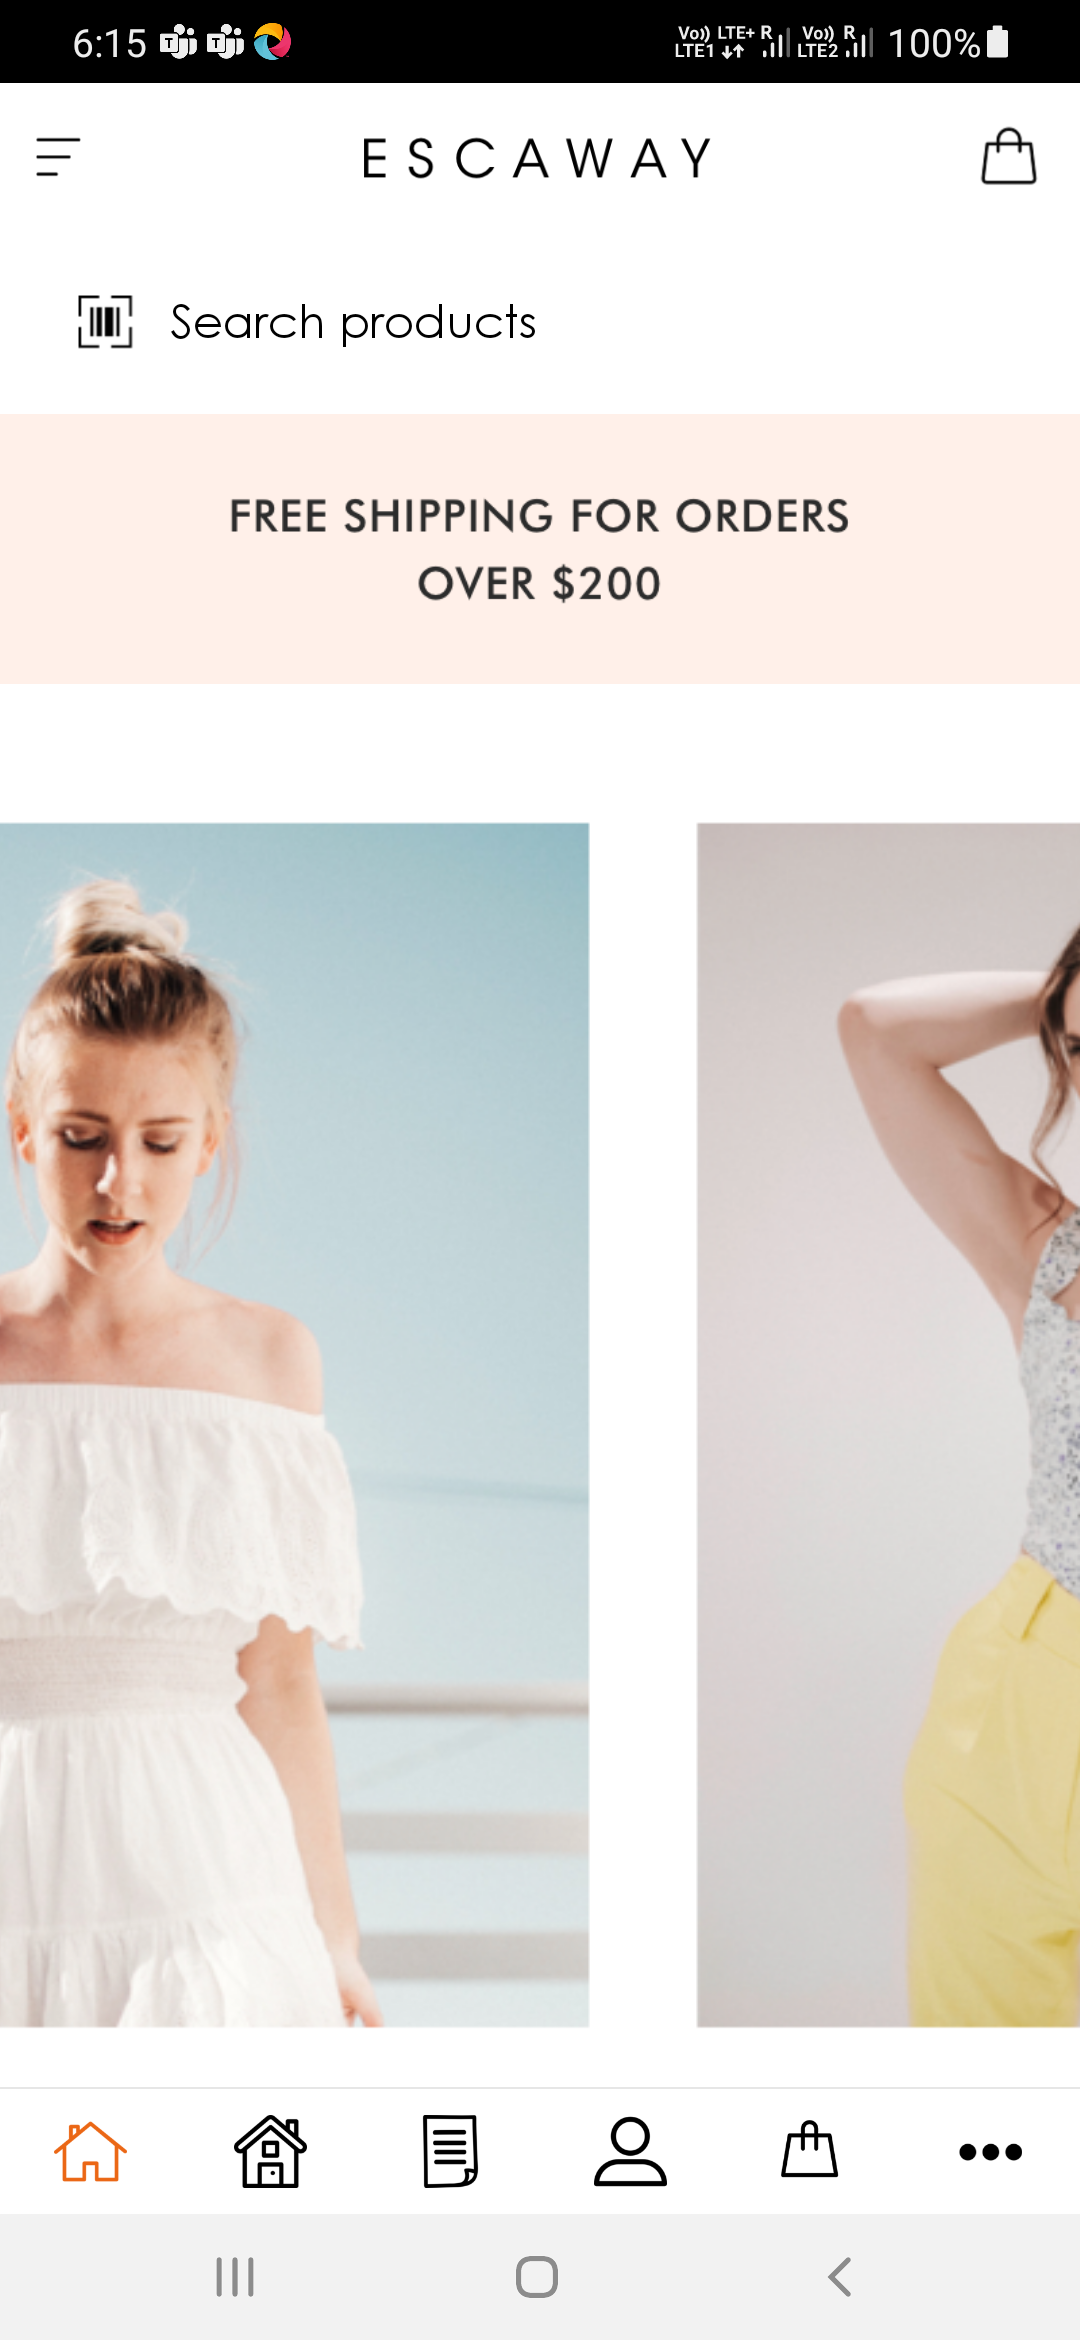 6:15
Vo)) LTE+ R Vo)) R
LTE1 LTE2 100%
ESCAWAY
Search products
FREE SHIPPING FOR ORDERS
OVER $200